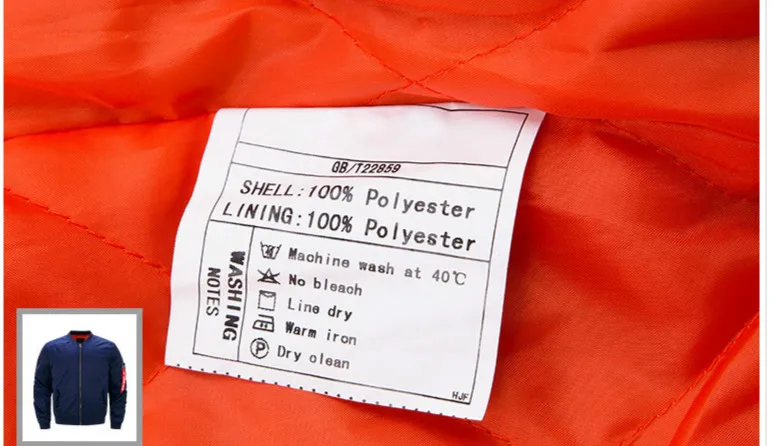 GB/T22859
SHELL:100% Polyester
LINING:100% Polyester
WASHING
NOTES
Machine wash at 40℃
No bleach
Line dry
Warm iron
P Dry olean
HJF